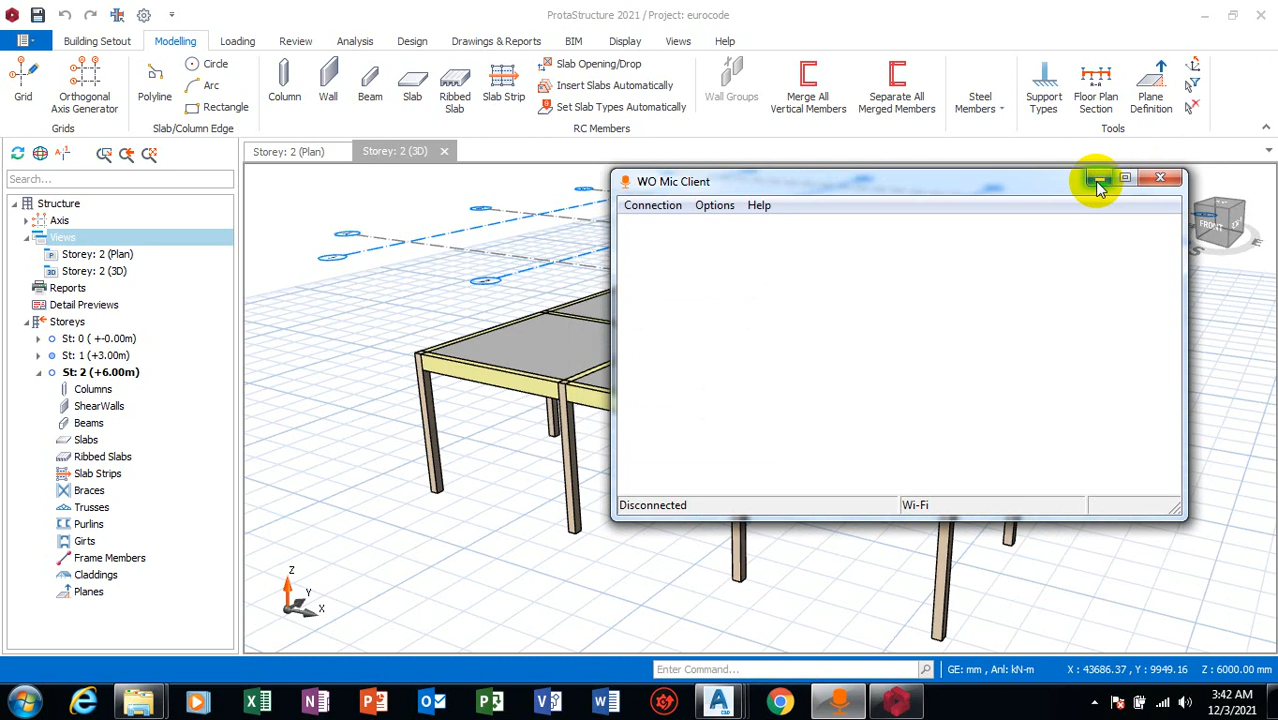 ProtaStructure 2021 / Project: eurocode
Building Setout
Modelling
Loading
Review
Analysis
Design
Drawings & Reports
BIM
Display
Views
Help
Grid
Orthogonal
Axis Generator
Grids
Polyline
Circle
Arc
Rectangle
Slab/Column Edge
Column
Wall
Beam
Slab
Ribbed
Slab
Slab Strip
Slab Opening/Drop
Insert Slabs Automatically
Set Slab Types Automatically
RC Members
Wall Groups
Merge All
Vertical Members
Separate All
Merged Members
Steel
Members
Support
Types
Floor Plan
Section
Plane
Definition
Tools
Storey: 2 (Plan)
Storey: 2 (3D)
Search...
Structure
Axis
Views
Storey: 2 (Plan)
Storey: 2 (3D)
Reports
Detail Previews
Storeys
St: 0 ( +-0.00m)
St: 1 (+3.00m)
St: 2 (+6.00m)
Columns
ShearWalls
Beams
Slabs
Ribbed Slabs
Slab Strips
Braces
Trusses
Purlins
Girts
Frame Members
Claddings
Planes
WO Mic Client
Connection
Options
Help
Disconnected
Wi-Fi
FRONT
S
E
Z
Y
X
Enter Command...
GE: mm , Anl: kN-m
X : 43686.37 , Y : 9949.16
Z : 6000.00 mm
3:42 AM
12/3/2021